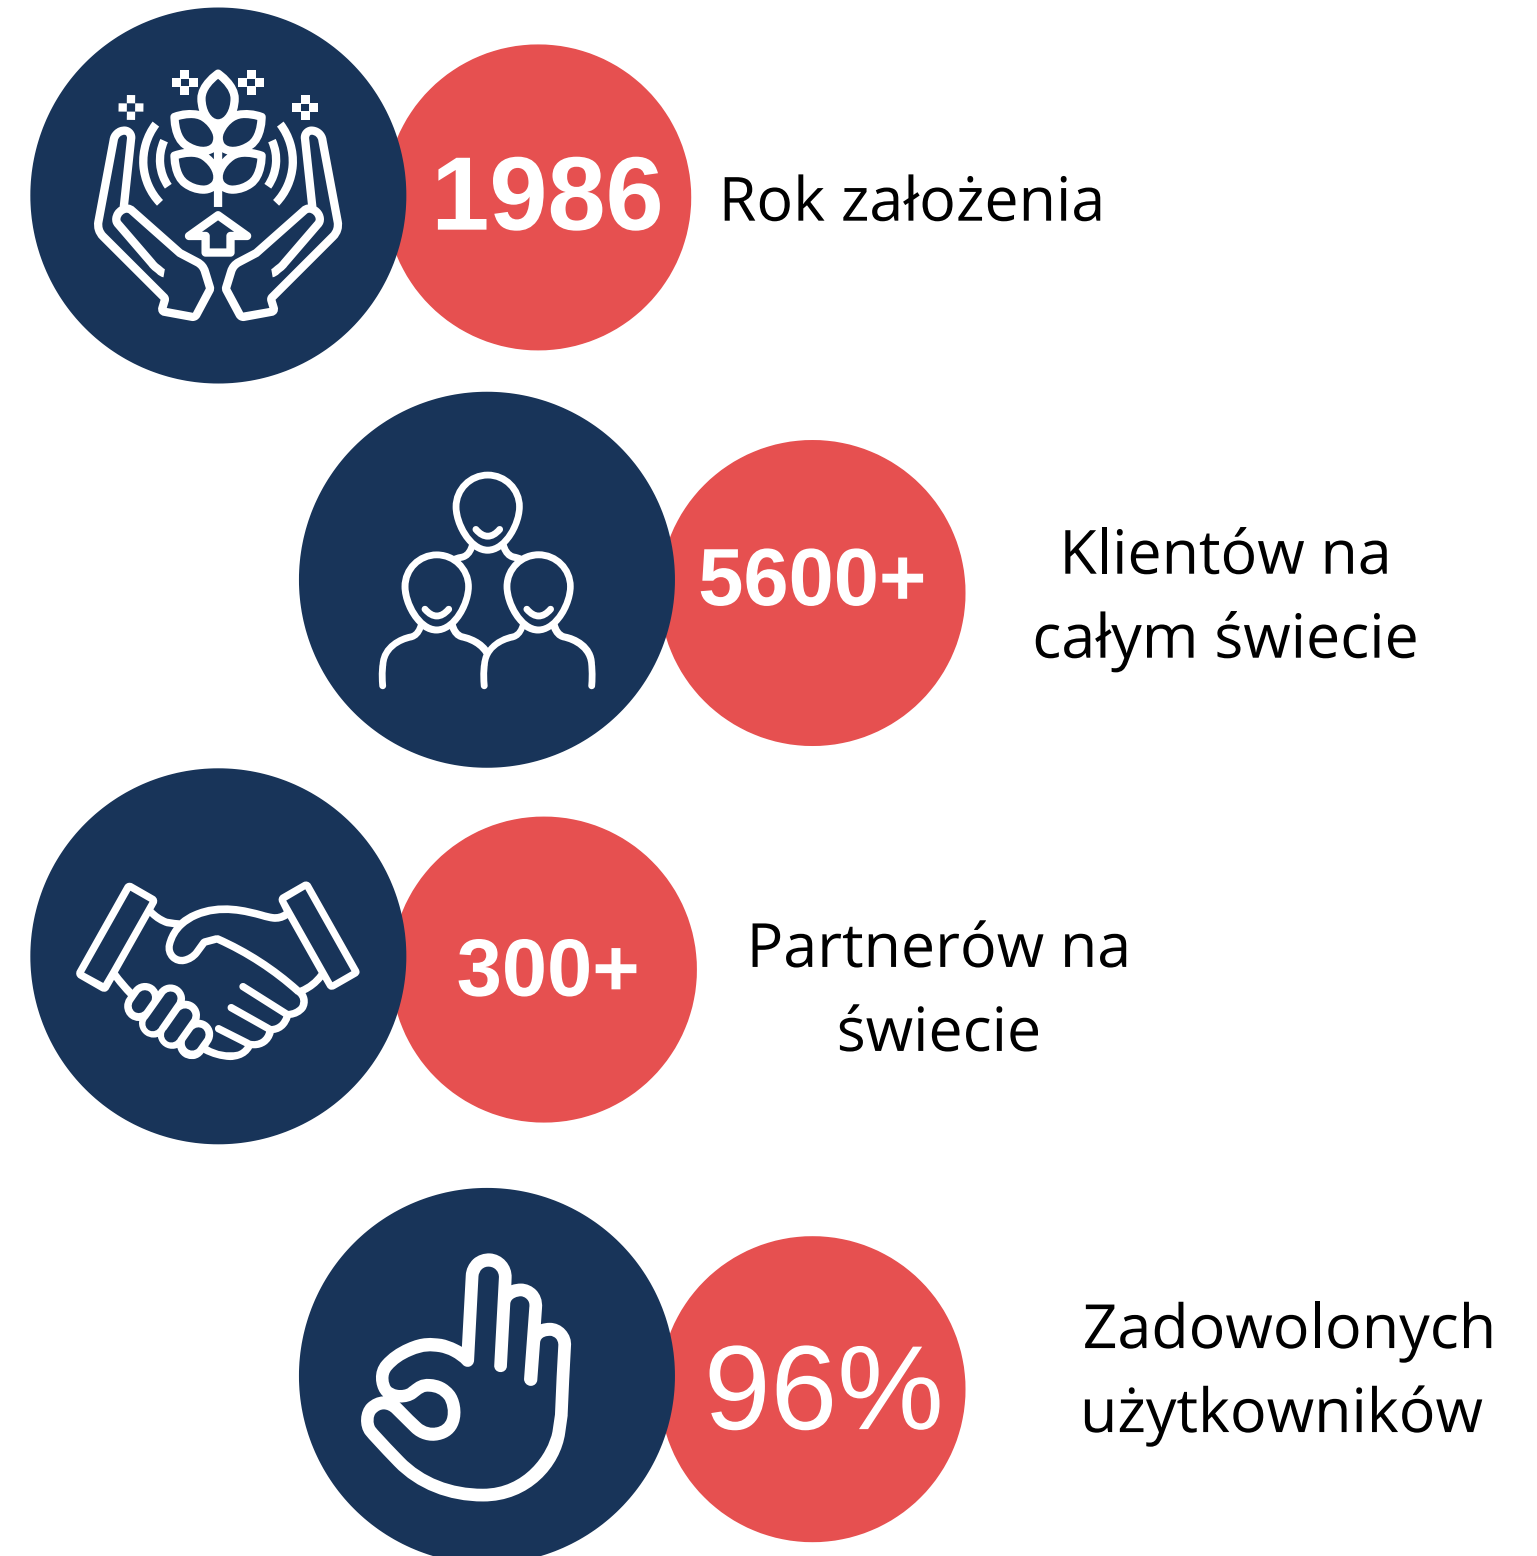 1986
Rok założenia
5600+
Klientów na
całym świecie
300+
Partnerów na
świecie
96%
Zadowolonych
użytkowników